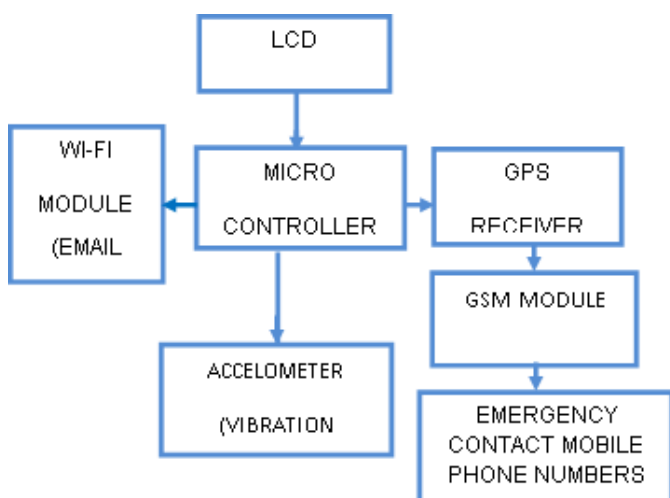 LCD
WI-FI
MODULE
(EMAIL
MICRO
CONTROLLER
GPS
RECEIVER
GSM MODULE
ACCELOMETER
(VIBRATION
EMERGENCY
CONTACT MOBILE
PHONE NUMBERS